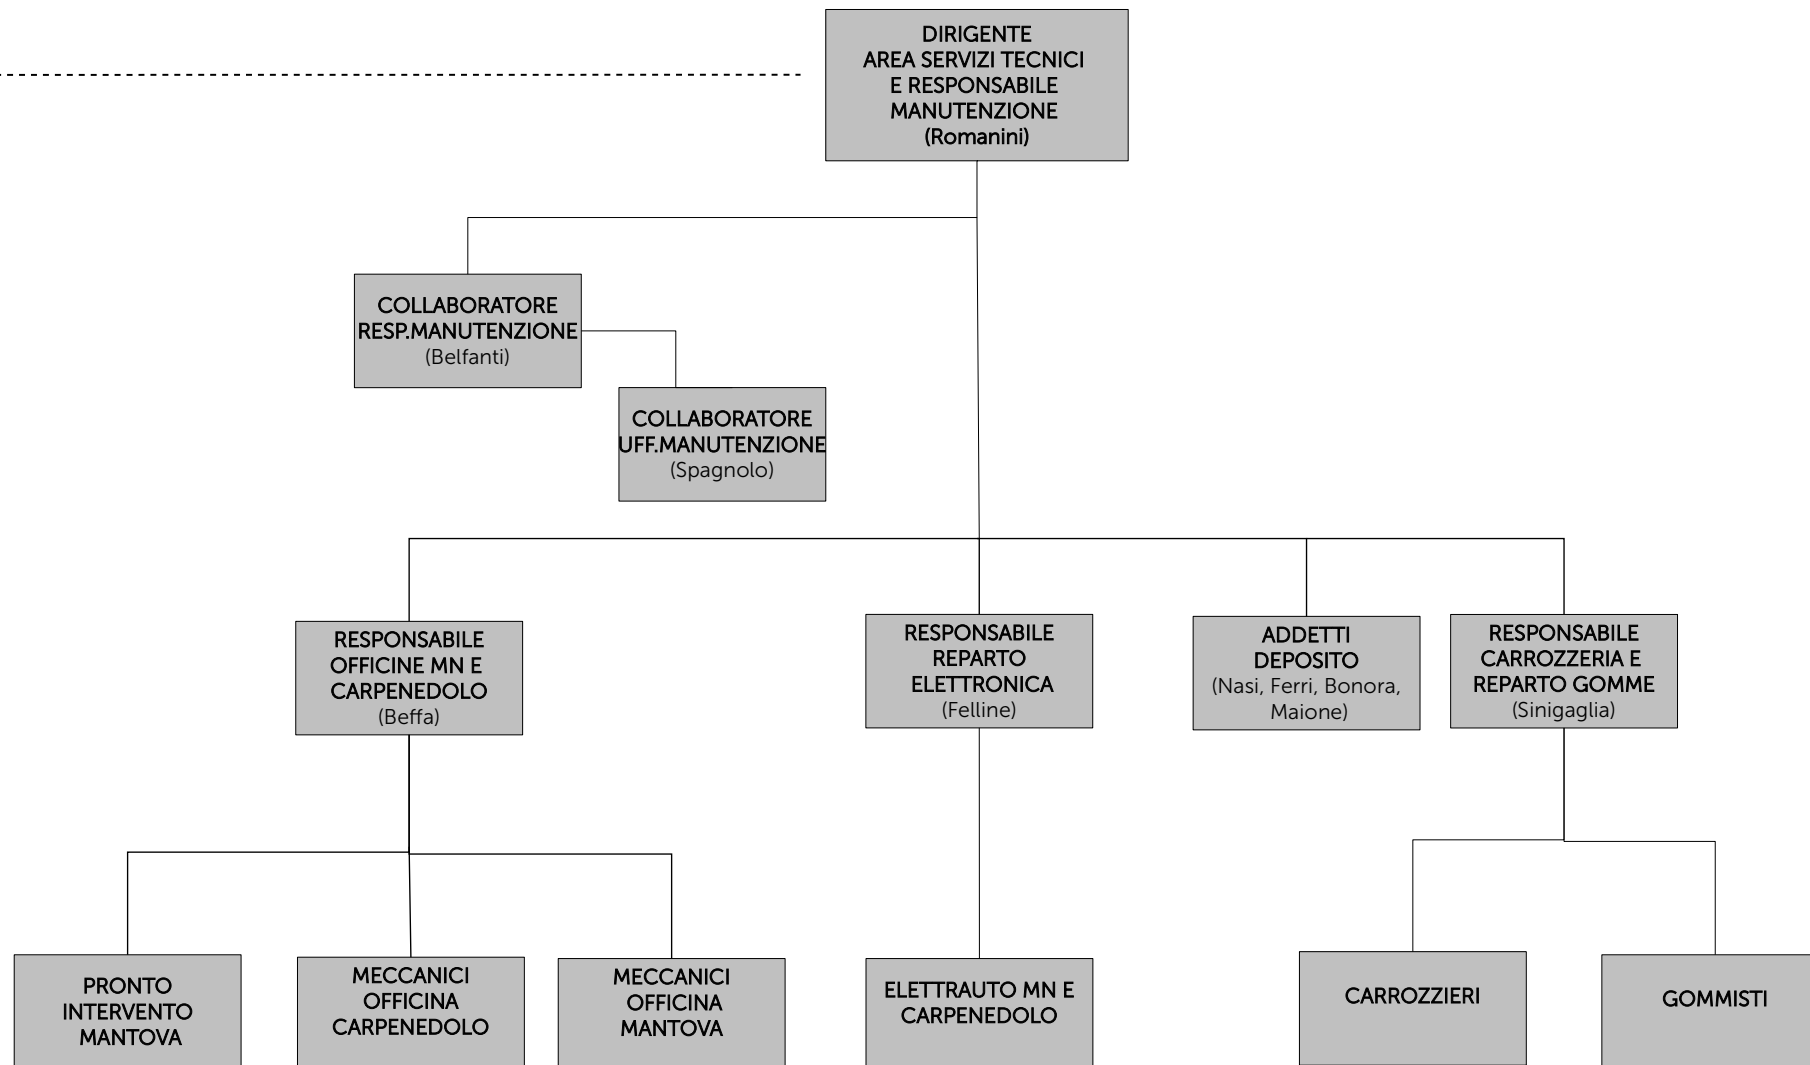 DIRIGENTE
AREA SERVIZI TECNICI
E RESPONSABILE
MANUTENZIONE
(Romanini)
COLLABORATORE
RESP.MANUTENZIONE
(Belfanti)
COLLABORATORE
UFF.MANUTENZIONE
(Spagnolo)
RESPONSABILE
OFFICINE MN E
CARPENEDOLO
(Beffa)
RESPONSABILE
REPARTO
ELETTRONICA
(Felline)
ADDETTI
DEPOSITO
(Nasi, Ferri, Bonora,
Maione)
RESPONSABILE
CARROZZERIA E
REPARTO GOMME
(Sinigaglia)
PRONTO
INTERVENTO
MANTOVA
MECCANICI
OFFICINA
CARPENEDOLO
MECCANICI
OFFICINA
MANTOVA
ELETTRAUTO MN E
CARPENEDOLO
CARROZZIERI
GOMMISTI